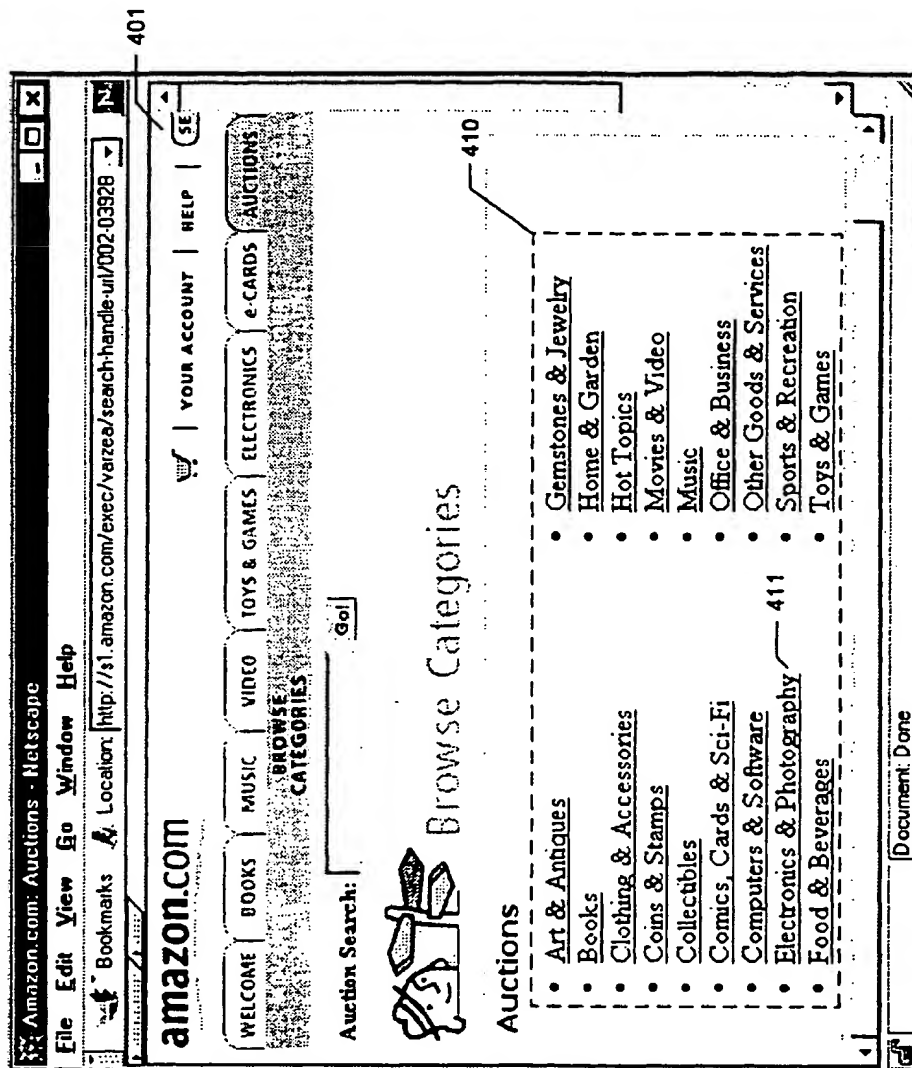 Amazon.com: Auctions - Netscape
File Edit View Go Window Help
Bookmarks Location: http://s1.amazon.com/exec/varzea/search-handle-url/002-03928
401
amazon.com
YOUR ACCOUNT | HELP | SE
WELCOME BOOKS MUSIC VIDEO TOYS & GAMES ELECTRONICS e-CARDS AUCTIONS
BROWSE
CATEGORIES
Auction Search: Go!
Browse Categories
Auctions
410
• Art & Antiques
• Books
• Clothing & Accessories
• Coins & Stamps
• Collectibles
• Comics, Cards & Sci-Fi
• Computers & Software
• Electronics & Photography
411
• Food & Beverages
• Gemstones & Jewelry
• Home & Garden
• Hot Topics
• Movies & Video
• Music
• Office & Business
• Other Goods & Services
• Sports & Recreation
• Toys & Games
Document: Done